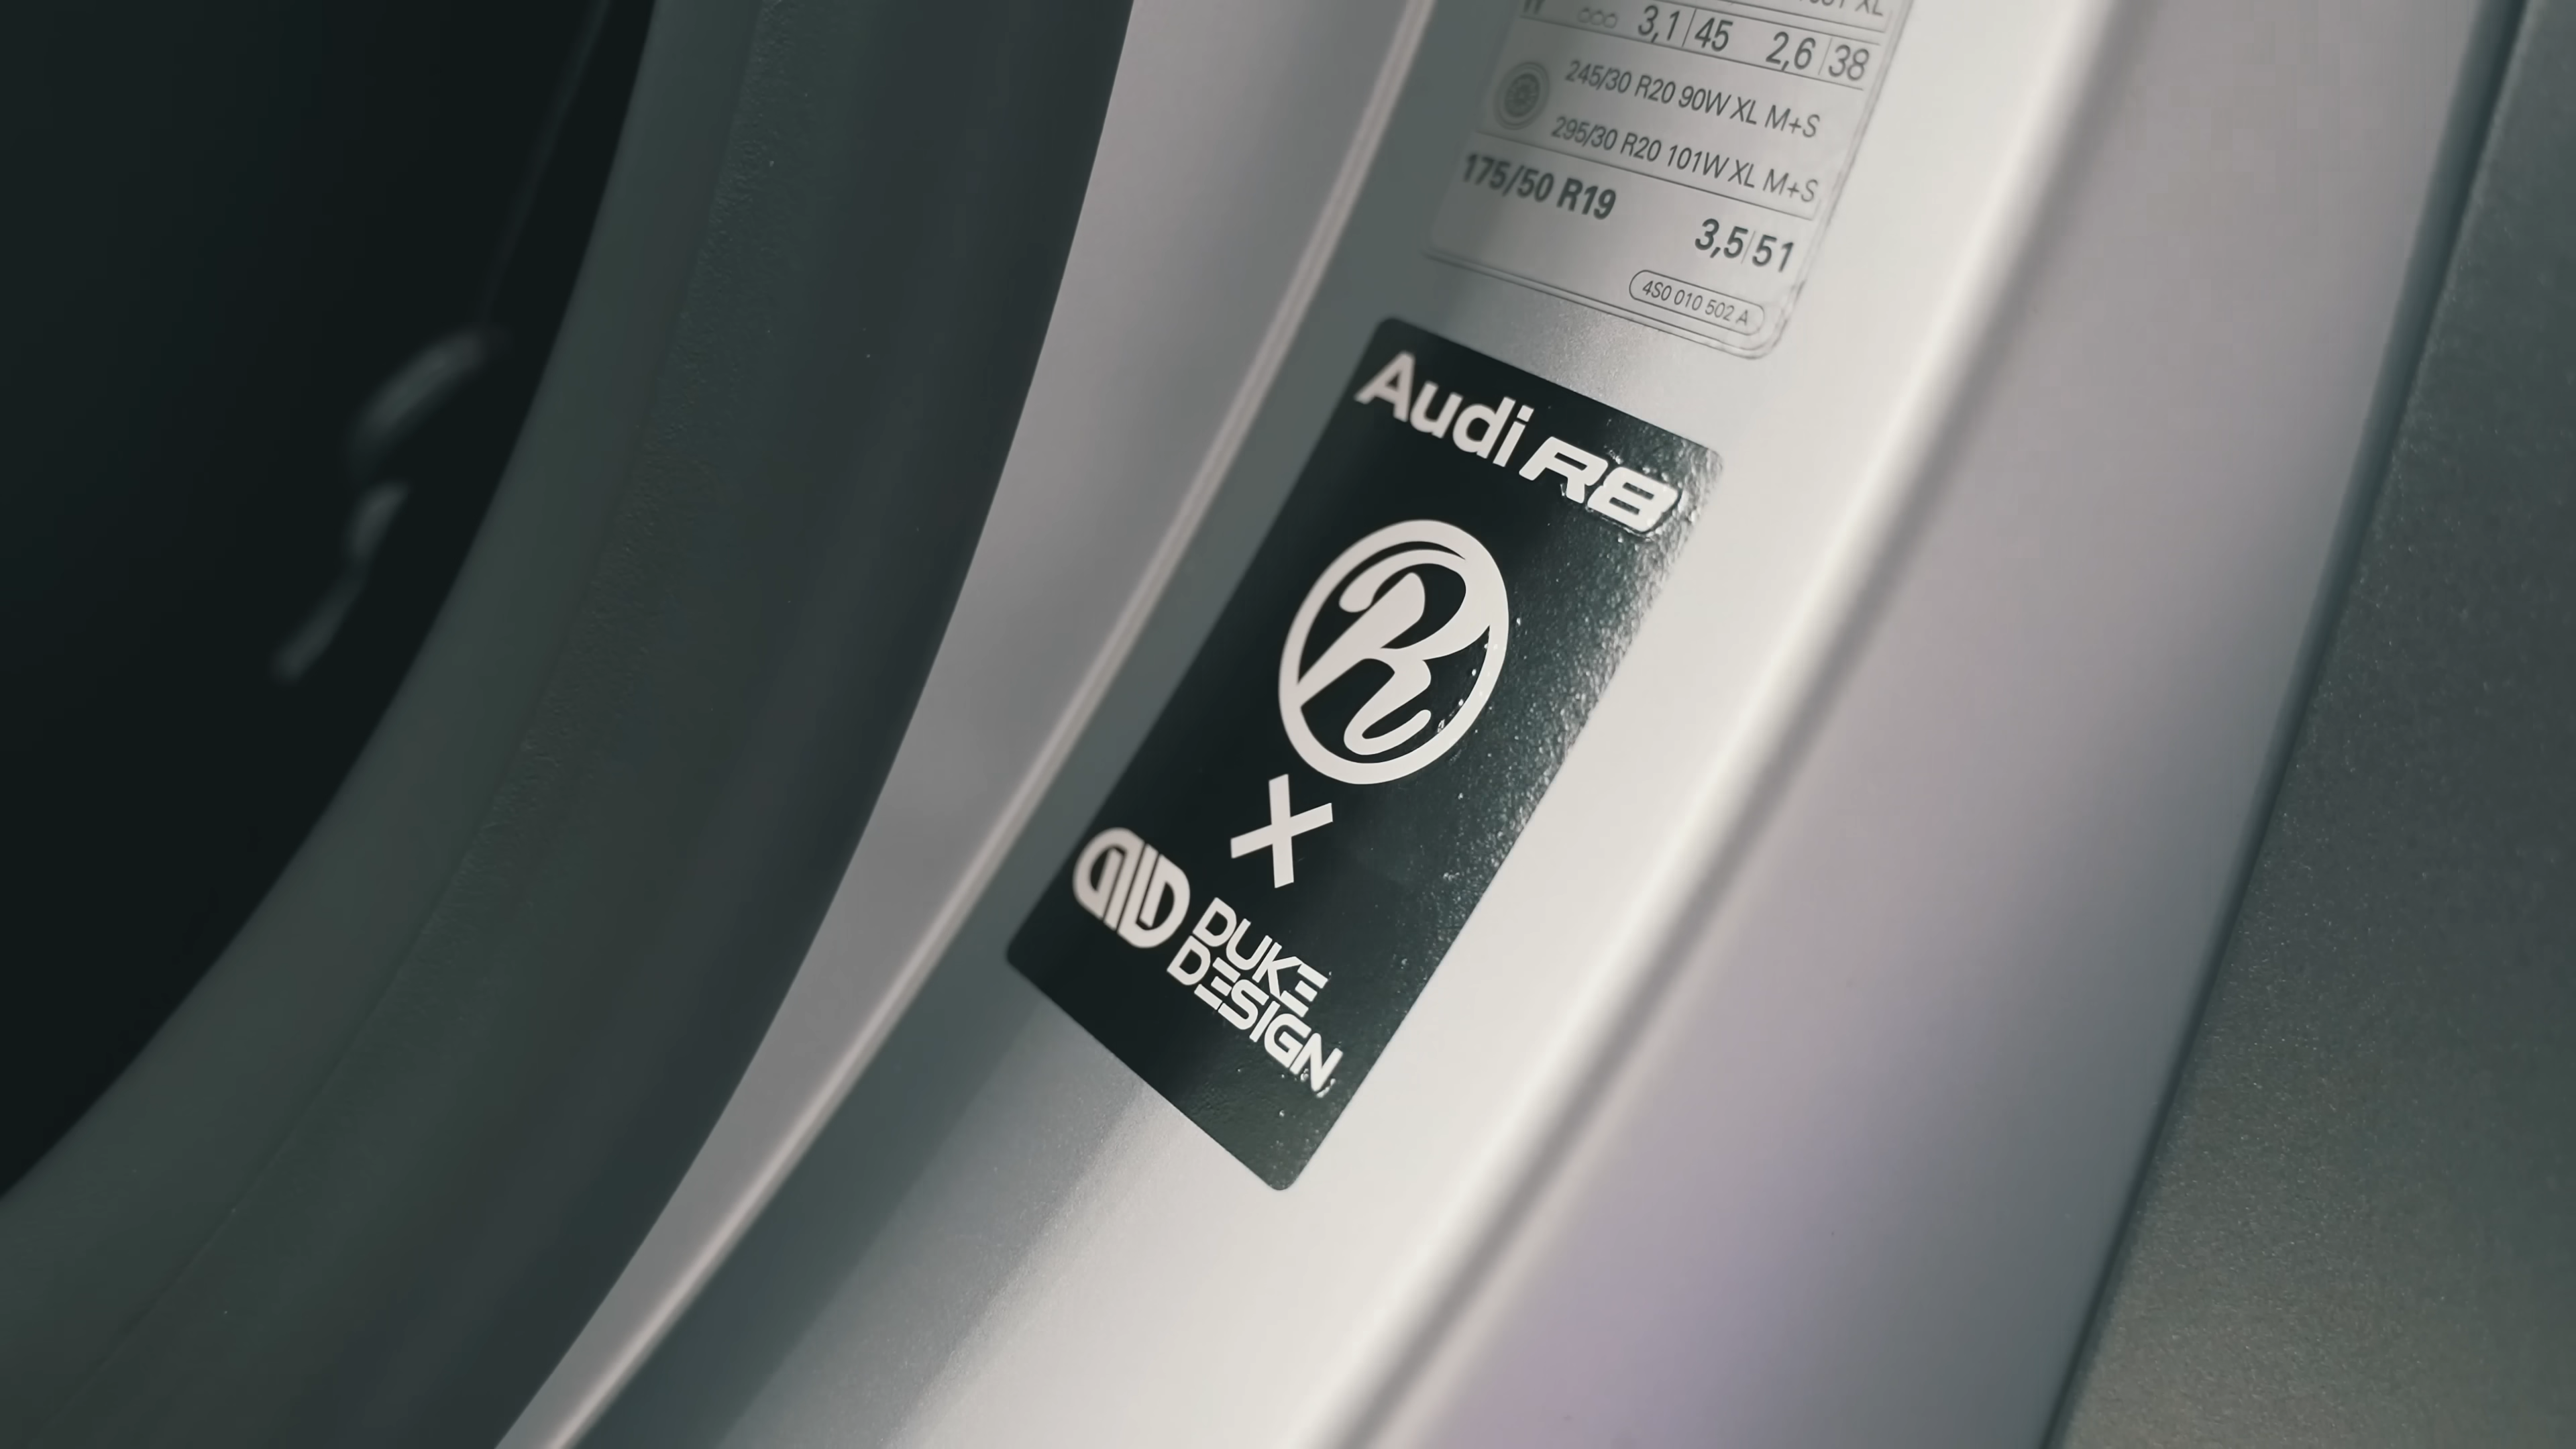 3,1 45 2,6 38
245/30 R20 90W XL M+S
295/30 R20 101W XL M+S
175/50 R19
3,5 51
4S0 010 502 A
Audi R8
R
X
DUKE
DESIGN